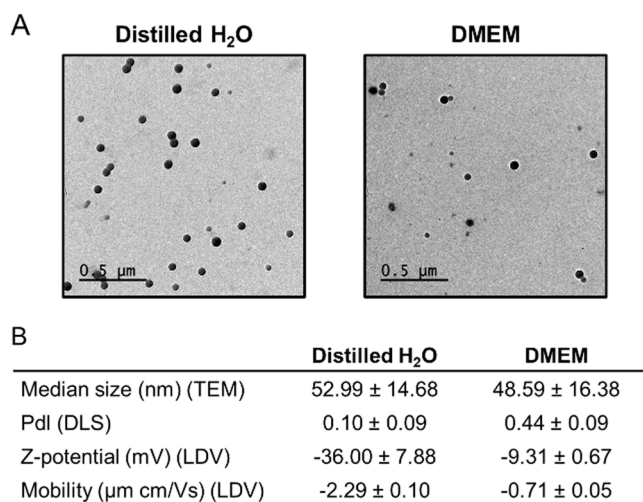 A
Distilled H₂O DMEM
0.5 µm 0.5 µm
B
Distilled H₂O DMEM
Median size (nm) (TEM) 52.99 ± 14.68 48.59 ± 16.38
PdI (DLS) 0.10 ± 0.09 0.44 ± 0.09
Z-potential (mV) (LDV) -36.00 ± 7.88 -9.31 ± 0.67
Mobility (µm cm/Vs) (LDV) -2.29 ± 0.10 -0.71 ± 0.05